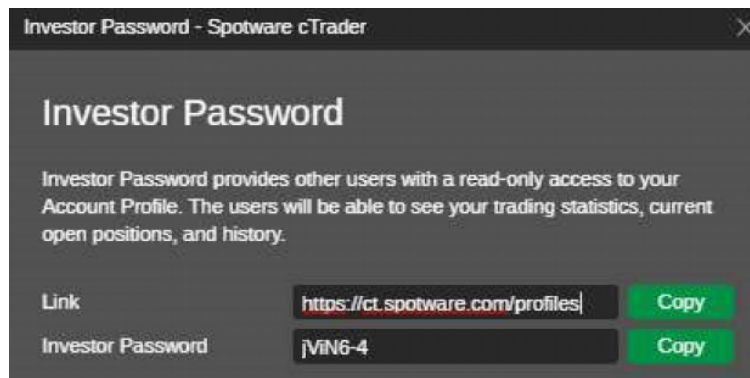 Investor Password - Spotware cTrader
Investor Password
Investor Password provides other users with a read-only access to your
Account Profile. The users will be able to see your trading statistics, current
open positions, and history.
Link https://ct.spotware.com/profiles Copy
Investor Password jViN6-4 Copy